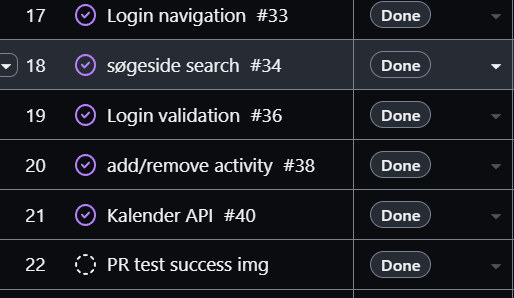 17 Login navigation #33 Done
18 søgeside search #34 Done
19 Login validation #36 Done
20 add/remove activity #38 Done
21 Kalender API #40 Done
22 PR test success img Done